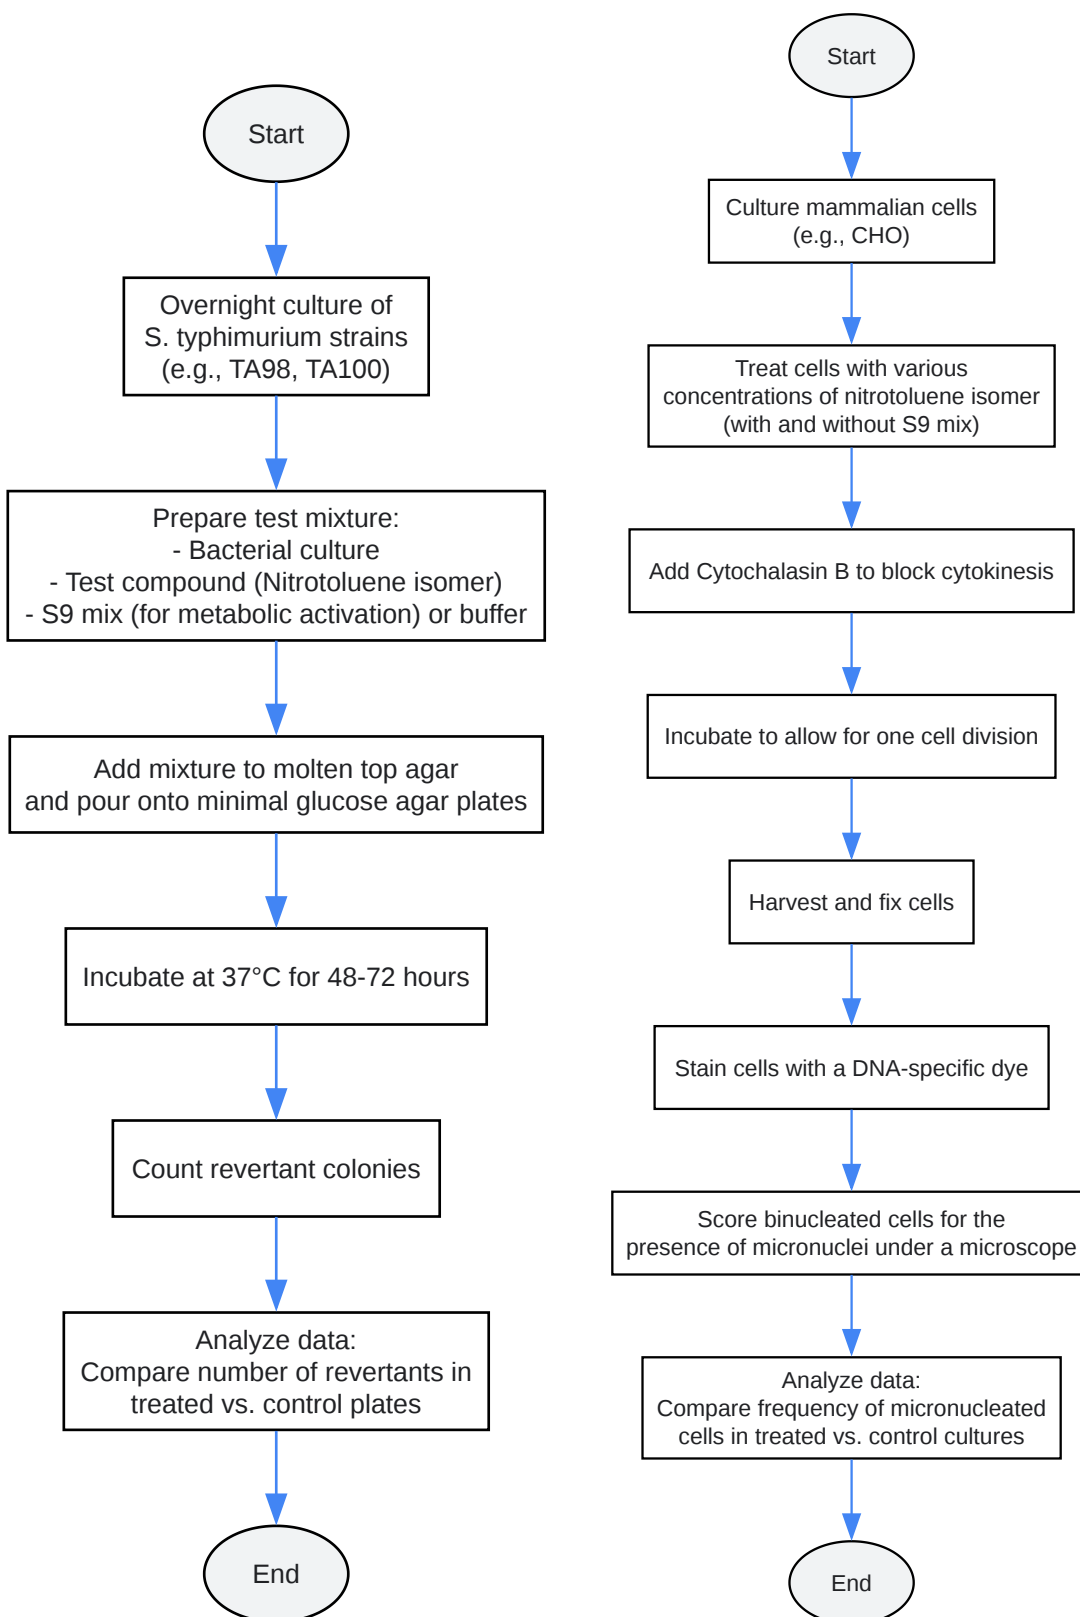 Start
Overnight culture of
S. typhimurium strains
(e.g., TA98, TA100)
Prepare test mixture:
- Bacterial culture
- Test compound (Nitrotoluene isomer)
- S9 mix (for metabolic activation) or buffer
Add mixture to molten top agar
and pour onto minimal glucose agar plates
Incubate at 37°C for 48-72 hours
Count revertant colonies
Analyze data:
Compare number of revertants in
treated vs. control plates
End
Start
Culture mammalian cells
(e.g., CHO)
Treat cells with various
concentrations of nitrotoluene isomer
(with and without S9 mix)
Add Cytochalasin B to block cytokinesis
Incubate to allow for one cell division
Harvest and fix cells
Stain cells with a DNA-specific dye
Score binucleated cells for the
presence of micronuclei under a microscope
Analyze data:
Compare frequency of micronucleated
cells in treated vs. control cultures
End